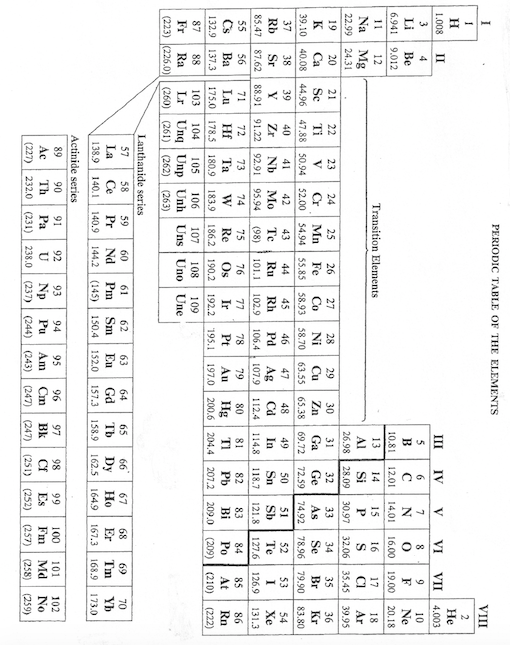 PERIODIC TABLE OF THE ELEMENTS
I II III IV V VI VII VIII
1 2
H He
1.008 4.003
3 4 5 6 7 8 9 10
Li Be B C N O F Ne
6.941 9.012 10.81 12.01 14.01 16.00 19.00 20.18
Transition Elements
11 12 13 14 15 16 17 18
Na Mg Al Si P S Cl Ar
22.99 24.31 26.98 28.09 30.97 32.06 35.45 39.95
19 20 21 22 23 24 25 26 27 28 29 30 31 32 33 34 35 36
K Ca Sc Ti V Cr Mn Fe Co Ni Cu Zn Ga Ge As Se Br Kr
39.10 40.08 44.96 47.88 50.94 52.00 54.94 55.85 58.93 58.70 63.55 65.38 69.72 72.59 74.92 78.96 79.90 83.80
37 38 39 40 41 42 43 44 45 46 47 48 49 50 51 52 53 54
Rb Sr Y Zr Nb Mo Tc Ru Rh Pd Ag Cd In Sn Sb Te I Xe
85.47 87.62 88.91 91.22 92.91 95.94 (98) 101.1 102.9 106.4 107.9 112.4 114.8 118.7 121.8 127.6 126.9 131.3
55 56 71 72 73 74 75 76 77 78 79 80 81 82 83 84 85 86
Cs Ba Lu Hf Ta W Re Os Ir Pt Au Hg Tl Pb Bi Po At Rn
132.9 137.3 175.0 178.5 180.9 183.9 186.2 190.2 192.2 195.1 197.0 200.6 204.4 207.2 209.0 (209) (210) (222)
87 88 103 104 105 106 107 108 109
Fr Ra Lr Unq Unp Unh Uns Uno Une
(223) (226.0) (260) (261) (262) (263)
Lanthanide series
57 58 59 60 61 62 63 64 65 66 67 68 69 70
La Ce Pr Nd Pm Sm Eu Gd Tb Dy Ho Er Tm Yb
138.9 140.1 140.9 144.2 (145) 150.4 152.0 157.3 158.9 162.5 164.9 167.3 168.9 173.0
Actinide series
89 90 91 92 93 94 95 96 97 98 99 100 101 102
Ac Th Pa U Np Pu Am Cm Bk Cf Es Fm Md No
(227) 232.0 (231) 238.0 (237) (244) (243) (247) (247) (251) (252) (257) (258) (259)